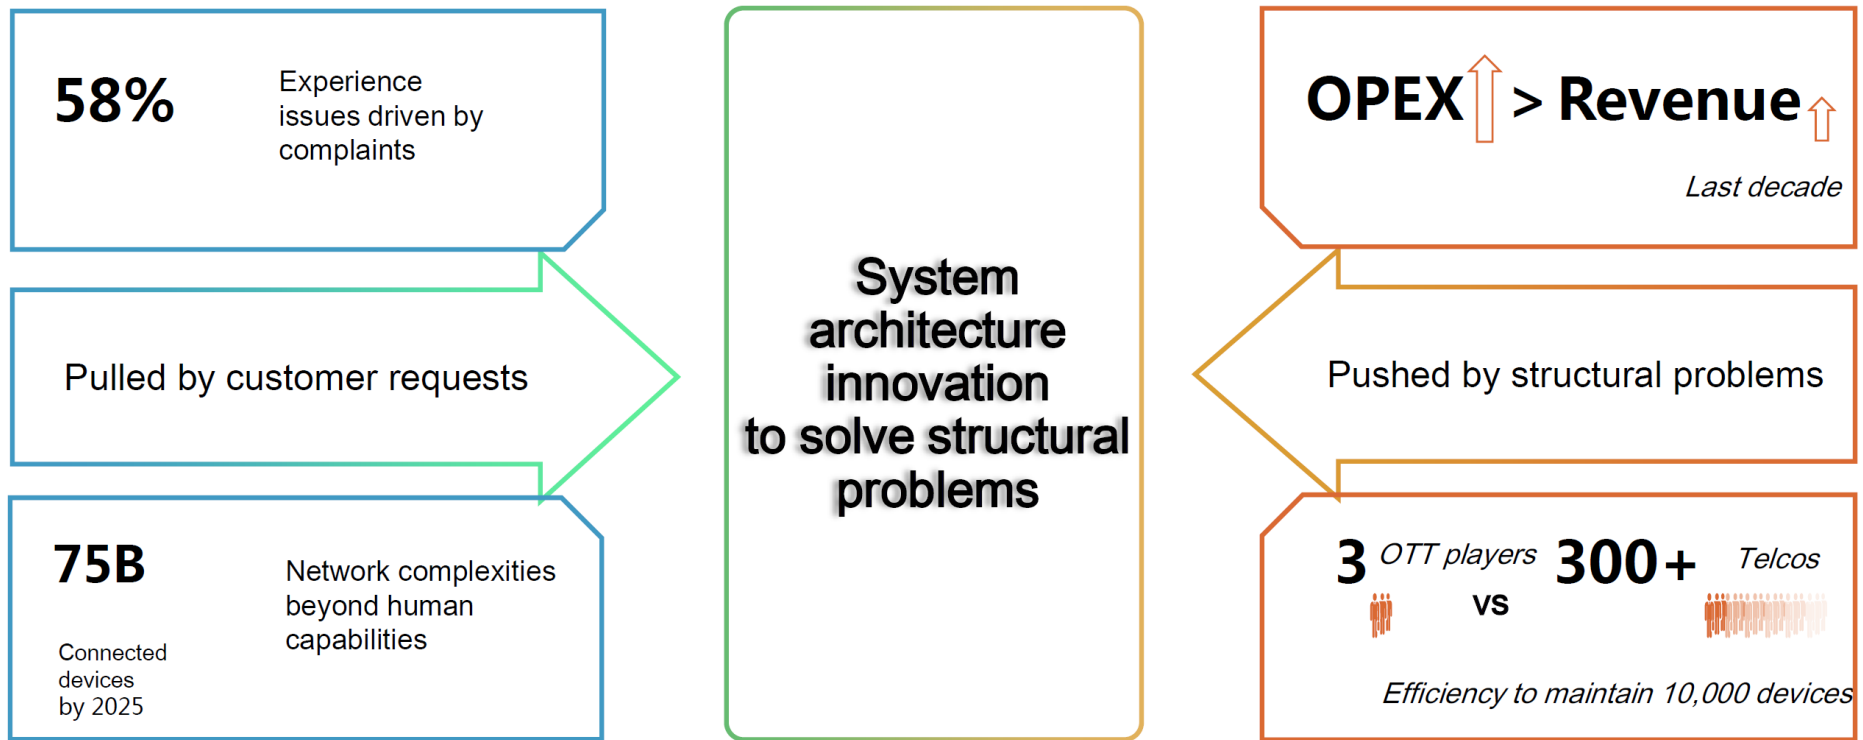 58%
Experience
issues driven by
complaints
Pulled by customer requests
75B
Connected
devices
by 2025
Network complexities
beyond human
capabilities
System
architecture
innovation
to solve structural
problems
OPEX > Revenue
Last decade
Pushed by structural problems
3 OTT players vs 300+ Telcos
Efficiency to maintain 10,000 devices